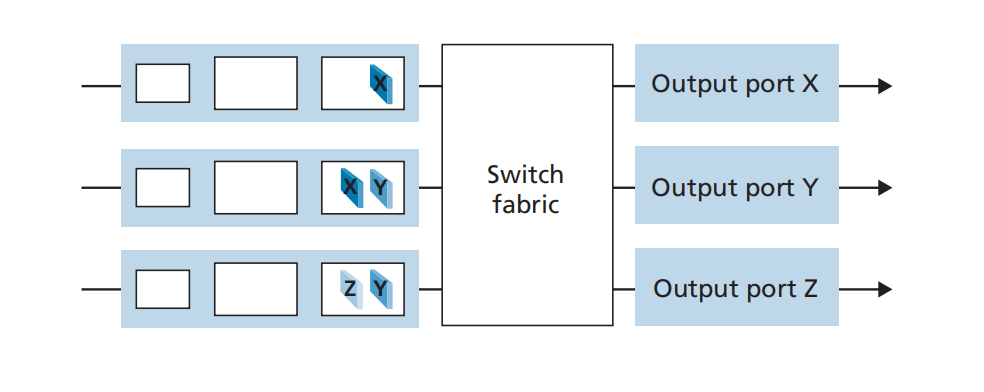 X
Output port X
X Y
Switch
fabric
Output port Y
Z Y
Output port Z